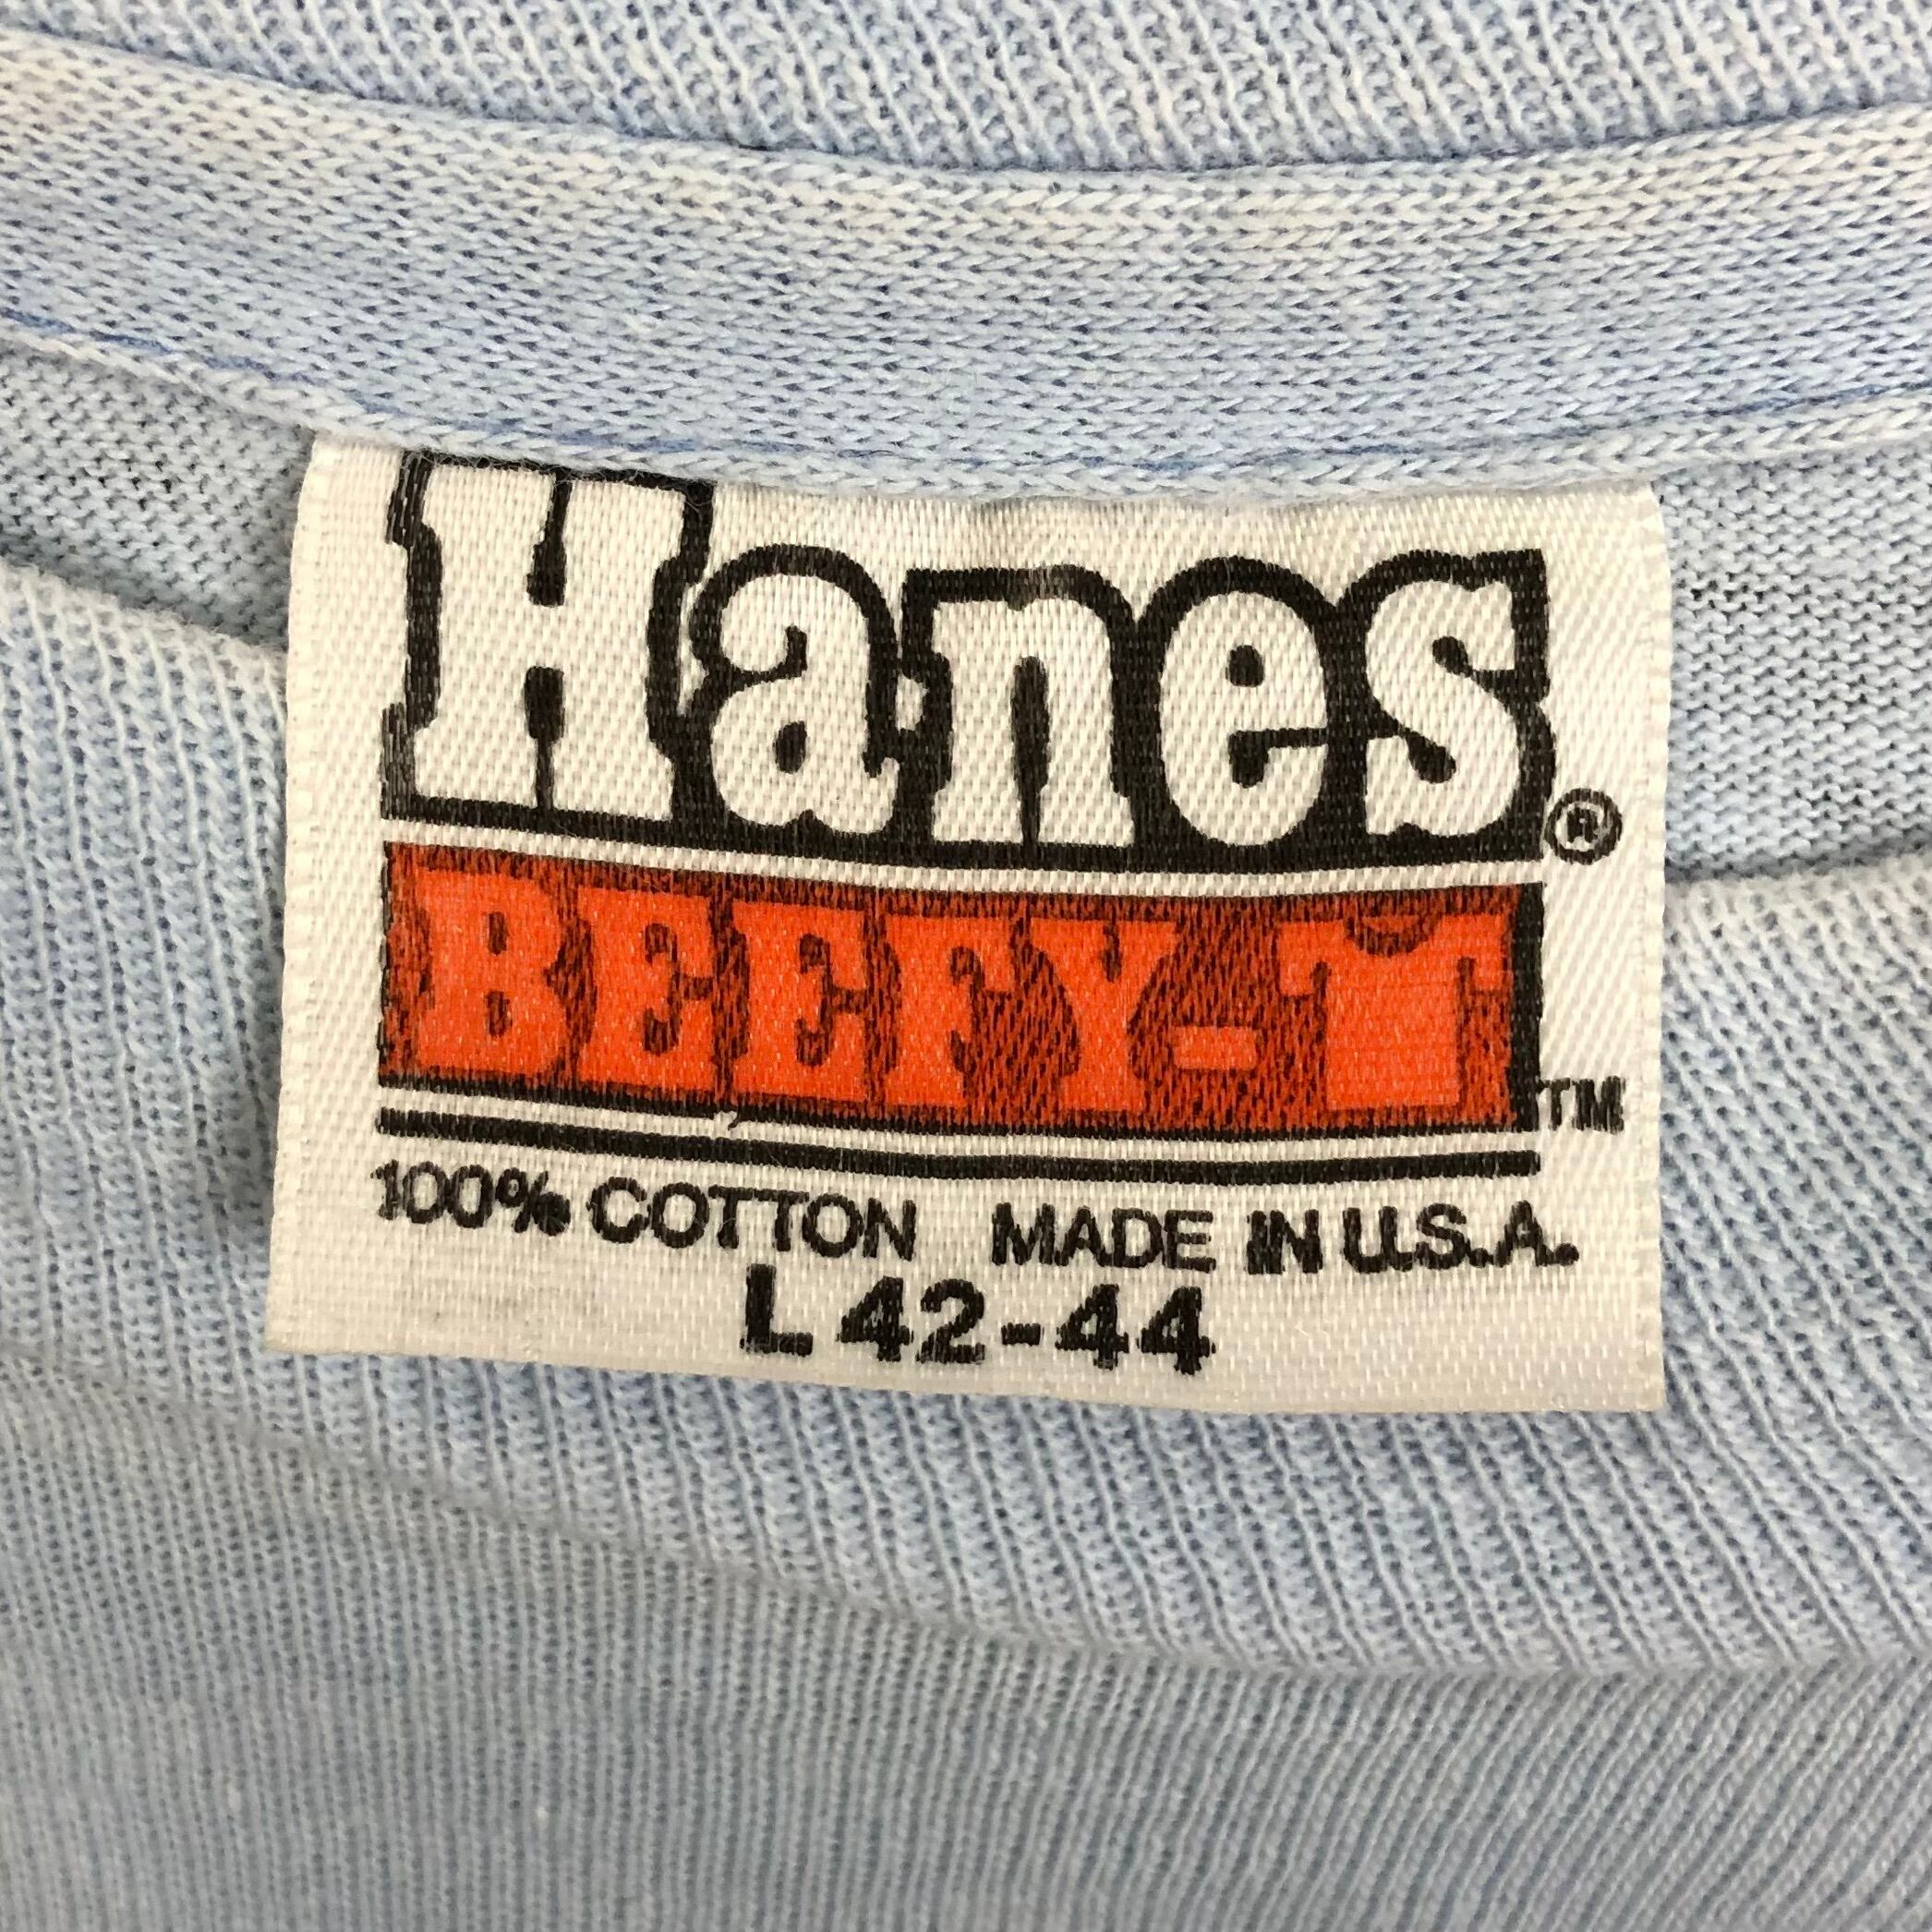 Hanes®
BEEFY-T™
100% COTTON MADE IN U.S.A.
L 42-44